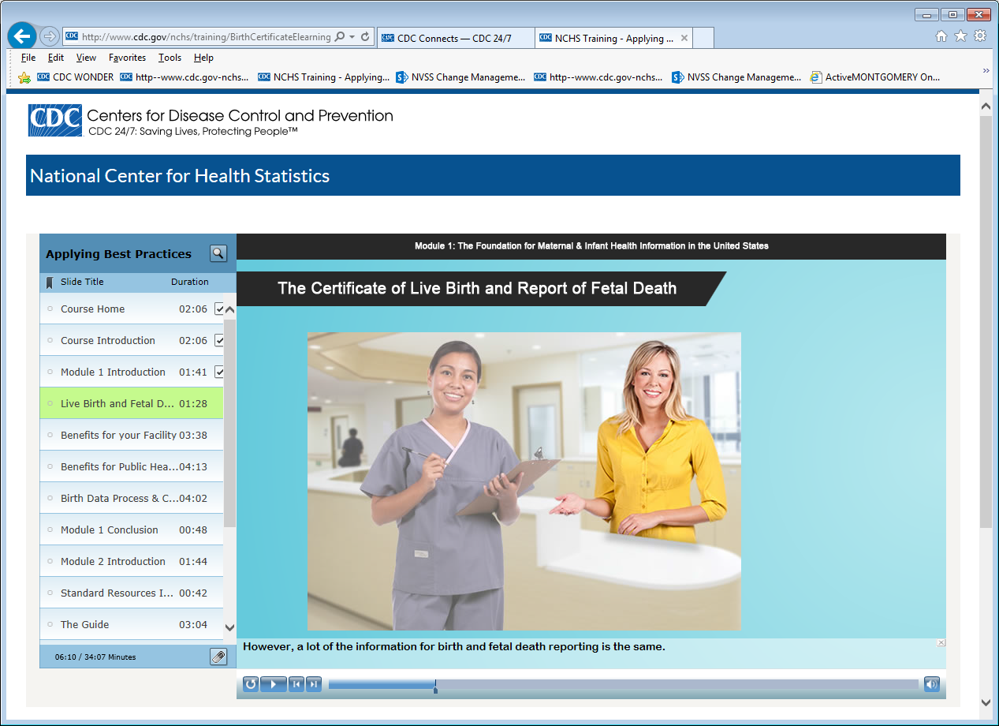 http://www.cdc.gov/nchs/training/BirthCertificateElearning
CDC Connects — CDC 24/7
NCHS Training - Applying ...
File Edit View Favorites Tools Help
CDC WONDER
http--www.cdc.gov-nchs...
NCHS Training - Applying...
NVSS Change Manageme...
http--www.cdc.gov-nchs...
NVSS Change Manageme...
ActiveMONTGOMERY On...
CDC Centers for Disease Control and Prevention
CDC 24/7: Saving Lives, Protecting People™
National Center for Health Statistics
Applying Best Practices
Slide Title Duration
Course Home 02:06
Course Introduction 02:06
Module 1 Introduction 01:41
Live Birth and Fetal D... 01:28
Benefits for your Facility 03:38
Benefits for Public Hea... 04:13
Birth Data Process & C... 04:02
Module 1 Conclusion 00:48
Module 2 Introduction 01:44
Standard Resources I... 00:42
The Guide 03:04
06:10 / 34:07 Minutes
Module 1: The Foundation for Maternal & Infant Health Information in the United States
The Certificate of Live Birth and Report of Fetal Death
However, a lot of the information for birth and fetal death reporting is the same.